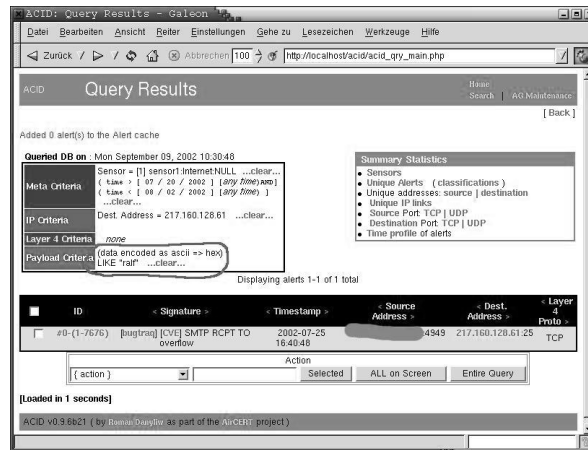 ACID: Query Results - Galeon
Datei Bearbeiten Ansicht Reiter Einstellungen Gehe zu Lesezeichen Werkzeuge Hilfe
Zurück Abbrechen 100 http://localhost/acid/acid_qry_main.php
ACID Query Results
Home
Search | AG Maintenance
[ Back ]
Added 0 alert(s) to the Alert cache
Queried DB on : Mon September 09, 2002 10:30:48
Meta Criteria
Sensor = [1] sensor1:Internet:NULL ...clear...
( time > [ 07 / 20 / 2002 ] [any time) AND]
( time < [ 08 / 02 / 2002 ] [any time) ]
...clear...
IP Criteria Dest. Address = 217.160.128.61 ...clear...
Layer 4 Criteria none
Payload Criteria
(data encoded as ascii => hex)
LIKE "ralf" ...clear...
Summary Statistics
Sensors
Unique Alerts ( classifications )
Unique addresses: source | destination
Unique IP links
Source Port: TCP | UDP
Destination Port: TCP | UDP
Time profile of alerts
Displaying alerts 1-1 of 1 total
ID < Signature > < Timestamp > < Source Address > < Dest. Address > < Layer 4 Proto >
#0-(1-7676) [bugtraq] [CVE] SMTP RCPT TO overflow 2002-07-25 16:40:48 :4949 217.160.128.61:25 TCP
Action
{ action } Selected ALL on Screen Entire Query
[Loaded in 1 seconds]
ACID v0.9.6b21 ( by Roman Danyliw as part of the AirCERT project )